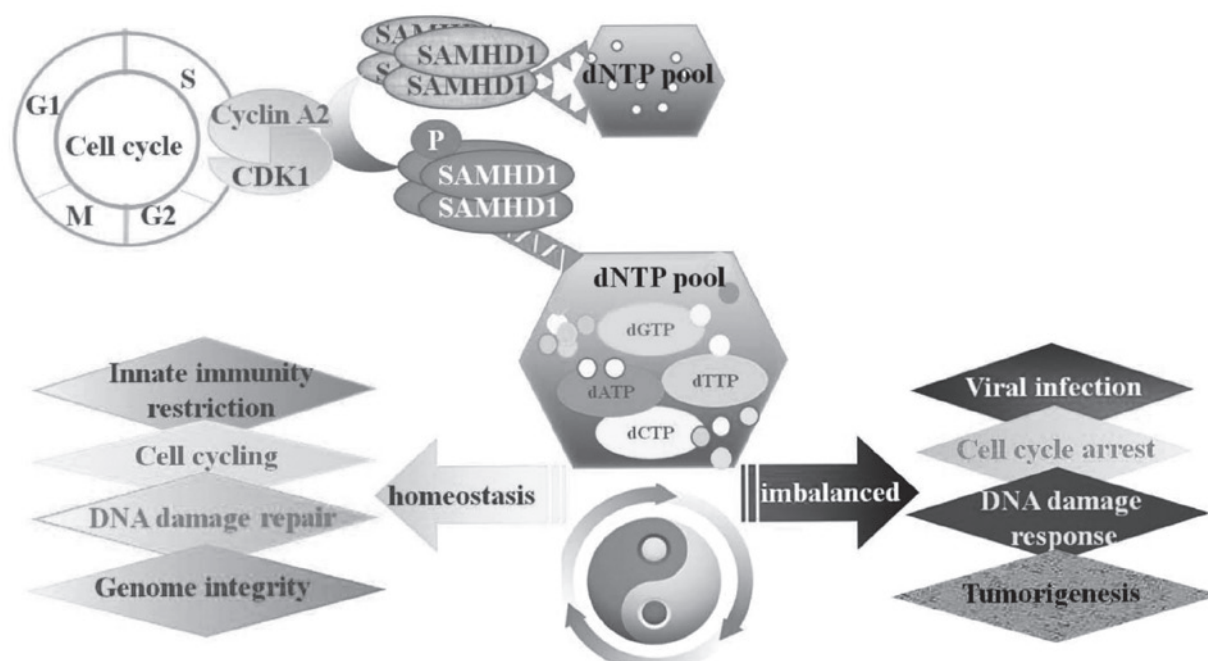 SAMHD1
SAMHD1
SAMHD1
dNTP pool
G1
S
Cell cycle
M
G2
Cyclin A2
CDK1
P
SAMHD1
SAMHD1
dNTP pool
dGTP
dATP
dTTP
dCTP
Innate immunity
restriction
Cell cycling
DNA damage repair
Genome integrity
homeostasis
imbalanced
Viral infection
Cell cycle arrest
DNA damage
response
Tumorigenesis